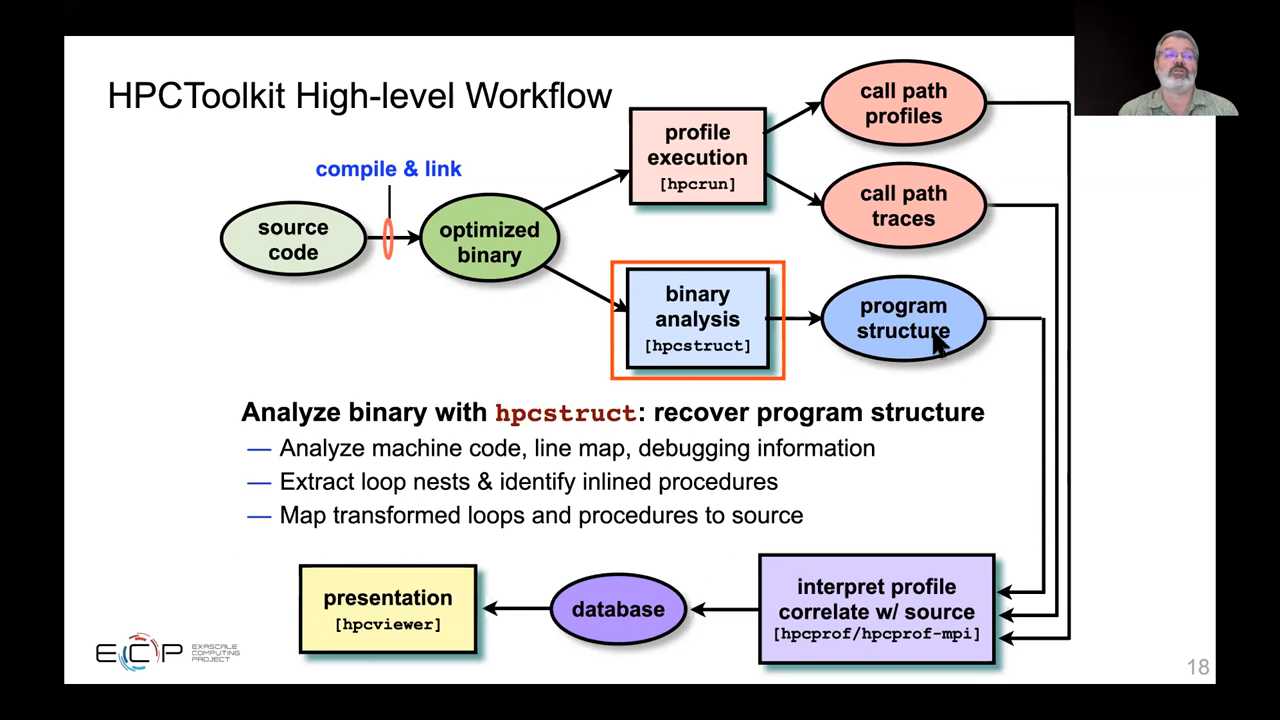 HPCToolkit High-level Workflow
compile & link
source
code
optimized
binary
profile
execution
[hpcrun]
call path
profiles
call path
traces
binary
analysis
[hpcstruct]
program
structure
Analyze binary with hpcstruct: recover program structure
— Analyze machine code, line map, debugging information
— Extract loop nests & identify inlined procedures
— Map transformed loops and procedures to source
presentation
[hpcviewer]
database
interpret profile
correlate w/ source
[hpcprof/hpcprof-mpi]
ECP
EXASCALE
COMPUTING
PROJECT
18